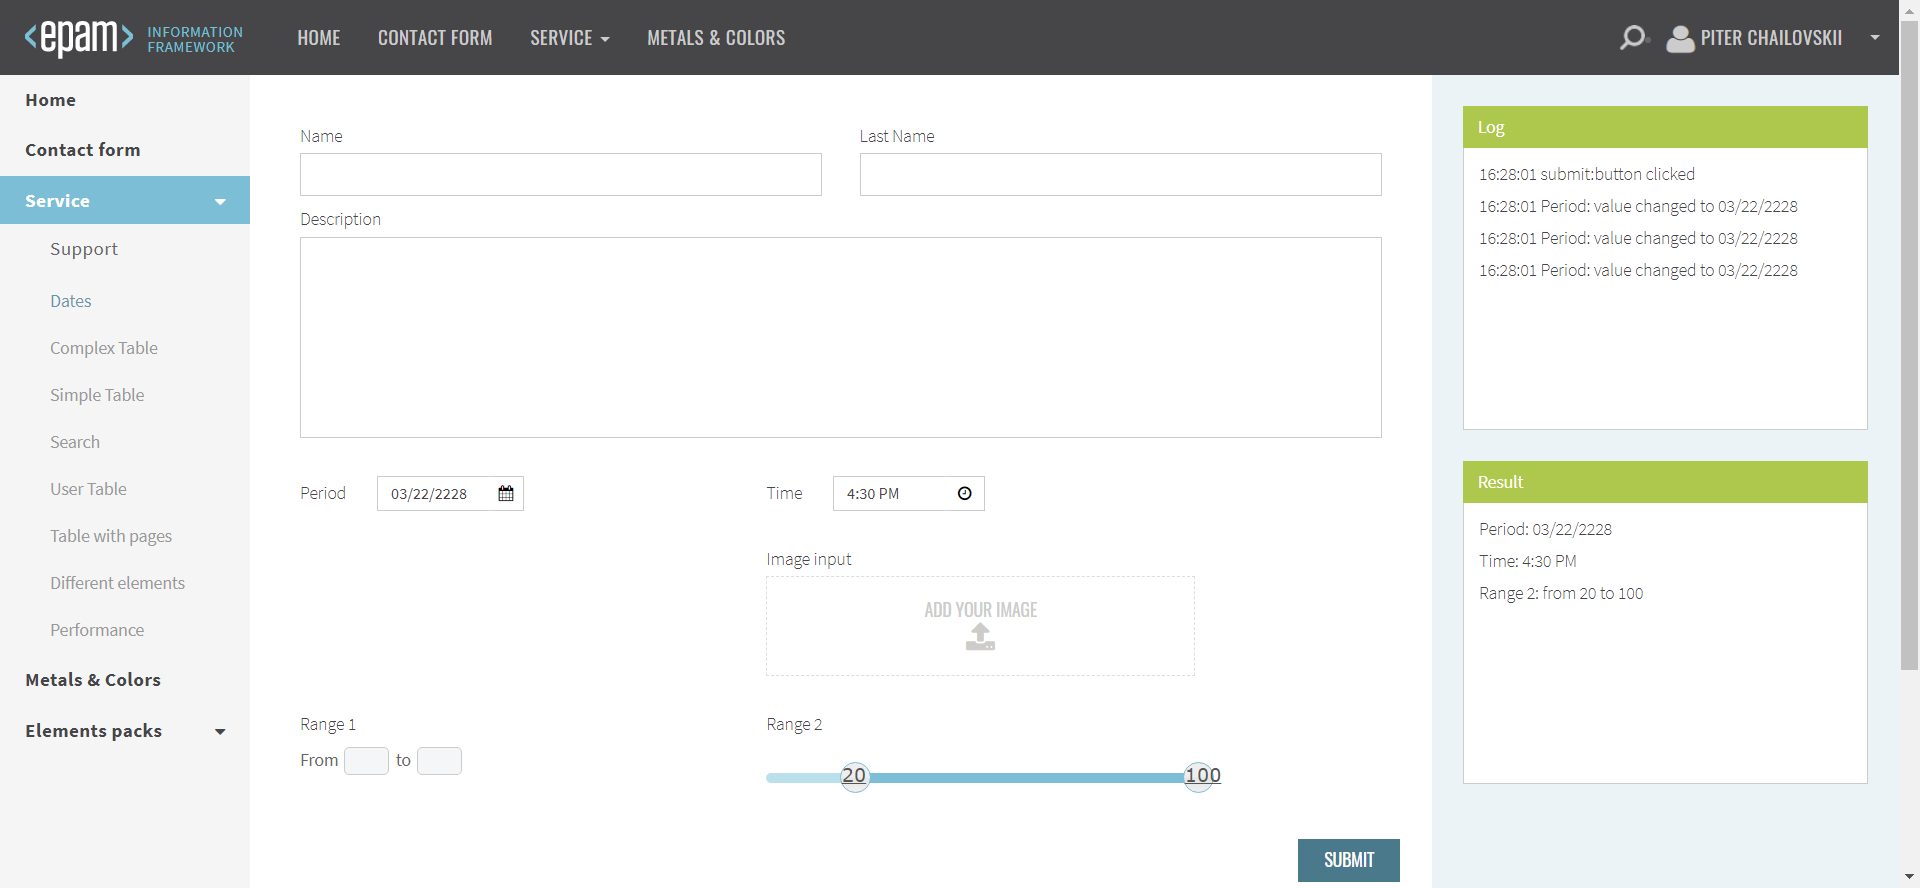 <epam> INFORMATION FRAMEWORK
HOME CONTACT FORM SERVICE METALS & COLORS PITER CHAILOVSKII
Home
Contact form
Service
Support
Dates
Complex Table
Simple Table
Search
User Table
Table with pages
Different elements
Performance
Metals & Colors
Elements packs
Name
Last Name
Description
Period 03/22/2228
Time 4:30 PM
Image input
ADD YOUR IMAGE
Range 1
From to
Range 2
20 100
SUBMIT
Log
16:28:01 submit:button clicked
16:28:01 Period: value changed to 03/22/2228
16:28:01 Period: value changed to 03/22/2228
16:28:01 Period: value changed to 03/22/2228
Result
Period: 03/22/2228
Time: 4:30 PM
Range 2: from 20 to 100